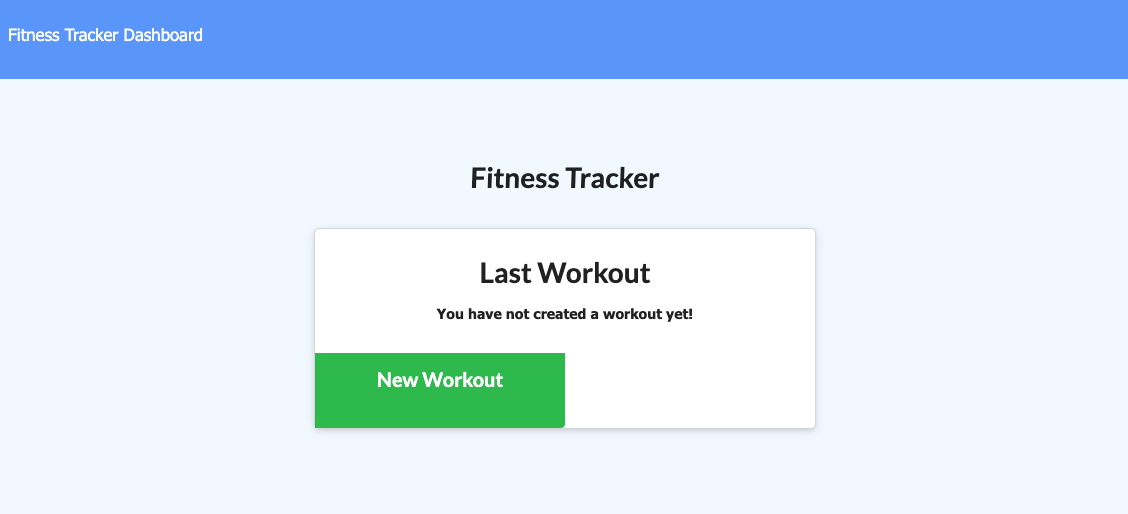 Fitness Tracker Dashboard
Fitness Tracker
Last Workout
You have not created a workout yet!
New Workout